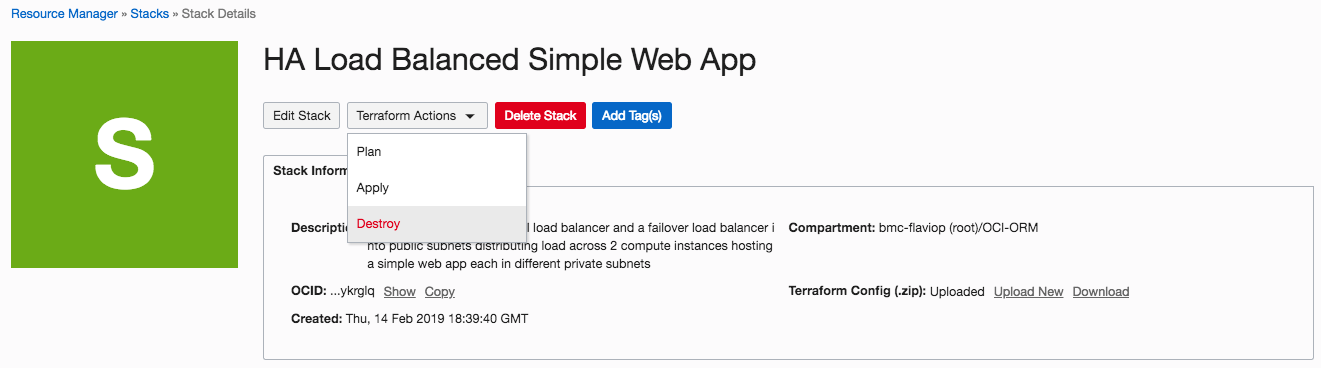 Resource Manager » Stacks » Stack Details
S
HA Load Balanced Simple Web App
Edit Stack Terraform Actions Delete Stack Add Tag(s)
Plan
Apply
Destroy
Stack Inform
Descripti l load balancer and a failover load balancer i
nto public subnets distributing load across 2 compute instances hosting
a simple web app each in different private subnets
Compartment: bmc-flaviop (root)/OCI-ORM
OCID: ...ykrglq Show Copy
Terraform Config (.zip): Uploaded Upload New Download
Created: Thu, 14 Feb 2019 18:39:40 GMT